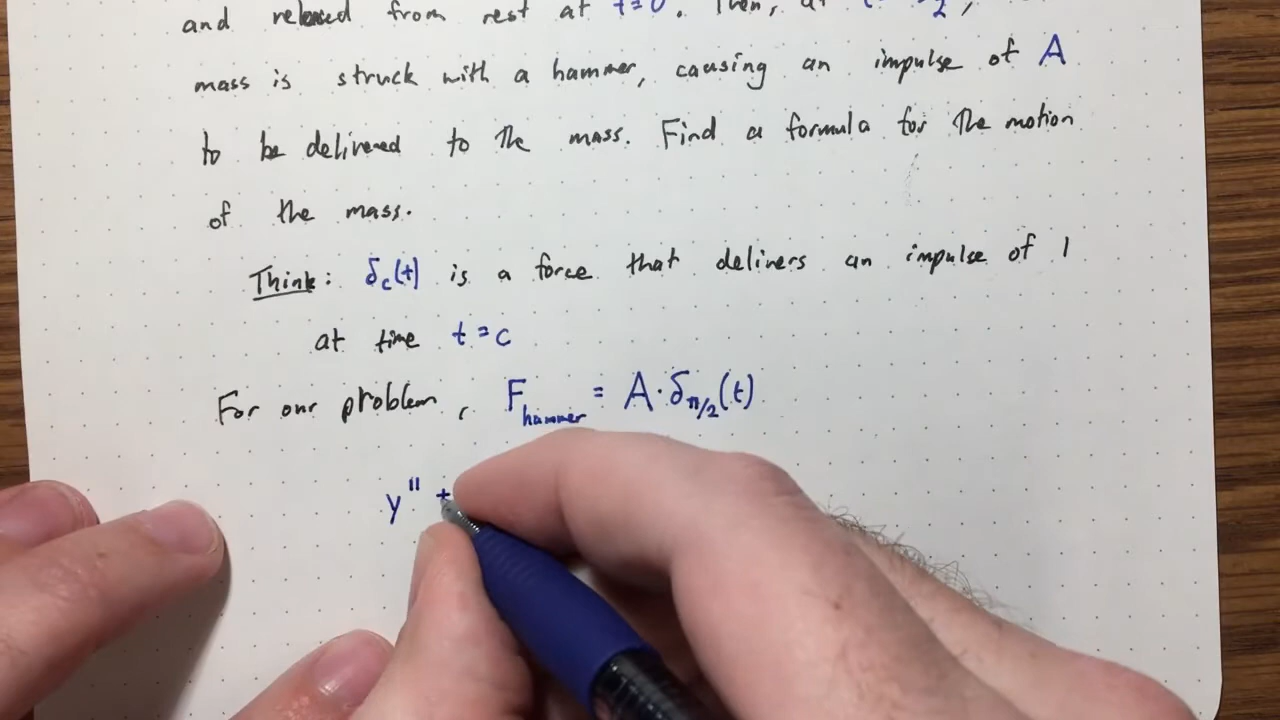 and released from rest at t=0. Then, at
mass is struck with a hammer, causing an impulse of A
to be delivered to the mass. Find a formula for the motion
of the mass.
Think: δc(t) is a force that delivers an impulse of 1
at time t = c
For our problem, F hammer = A·δπ/2(t)
y" +